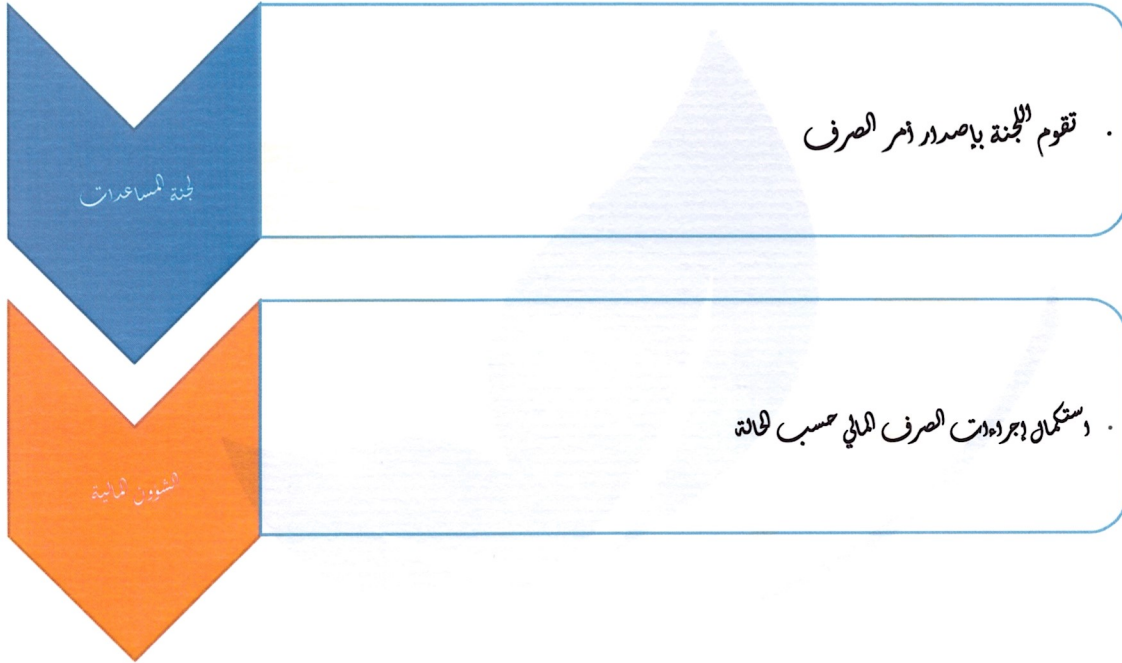 لجنة المساعدات
· تقوم اللجنة بإصدار أمر الصرف
الشؤون المالية
· استكمال إجراءات الصرف المالي حسب الحالة